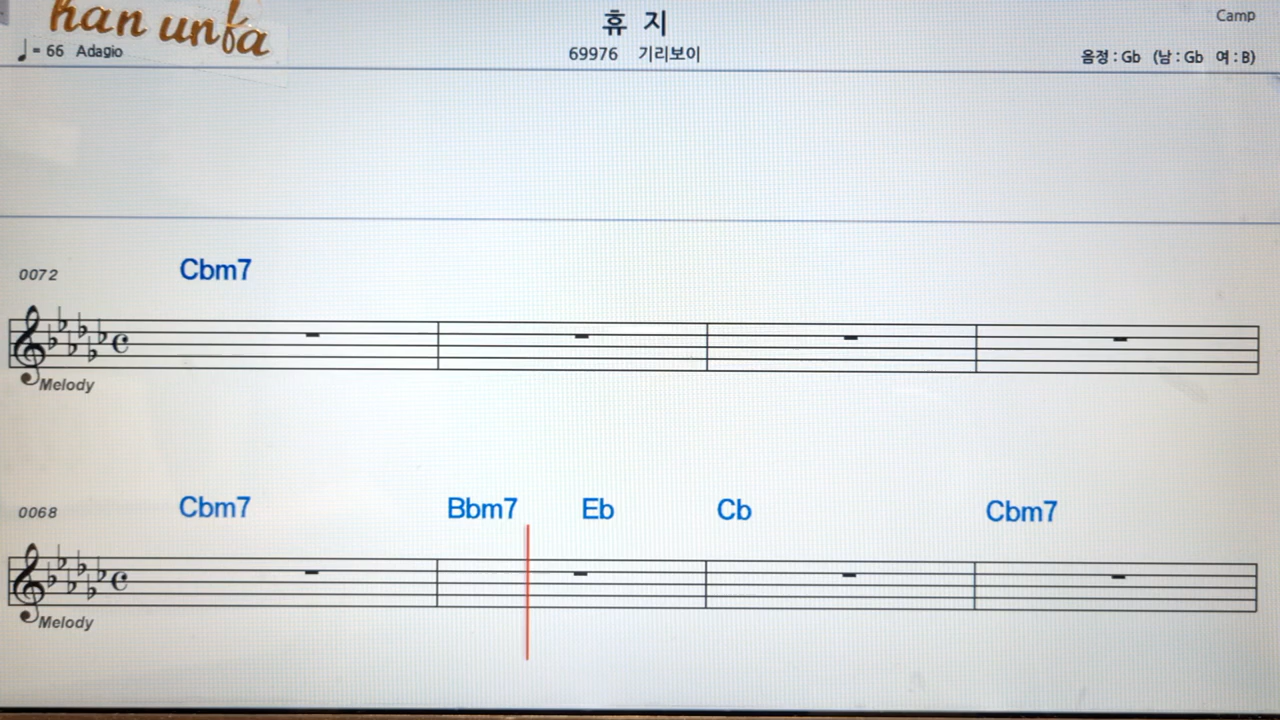 han unfa
휴 지
Camp
♩= 66 Adagio
69976 기리보이
음정 : Gb (남 : Gb 여 : B)
0072 Cbm7
Melody
0068 Cbm7 Bbm7 Eb Cb Cbm7
Melody